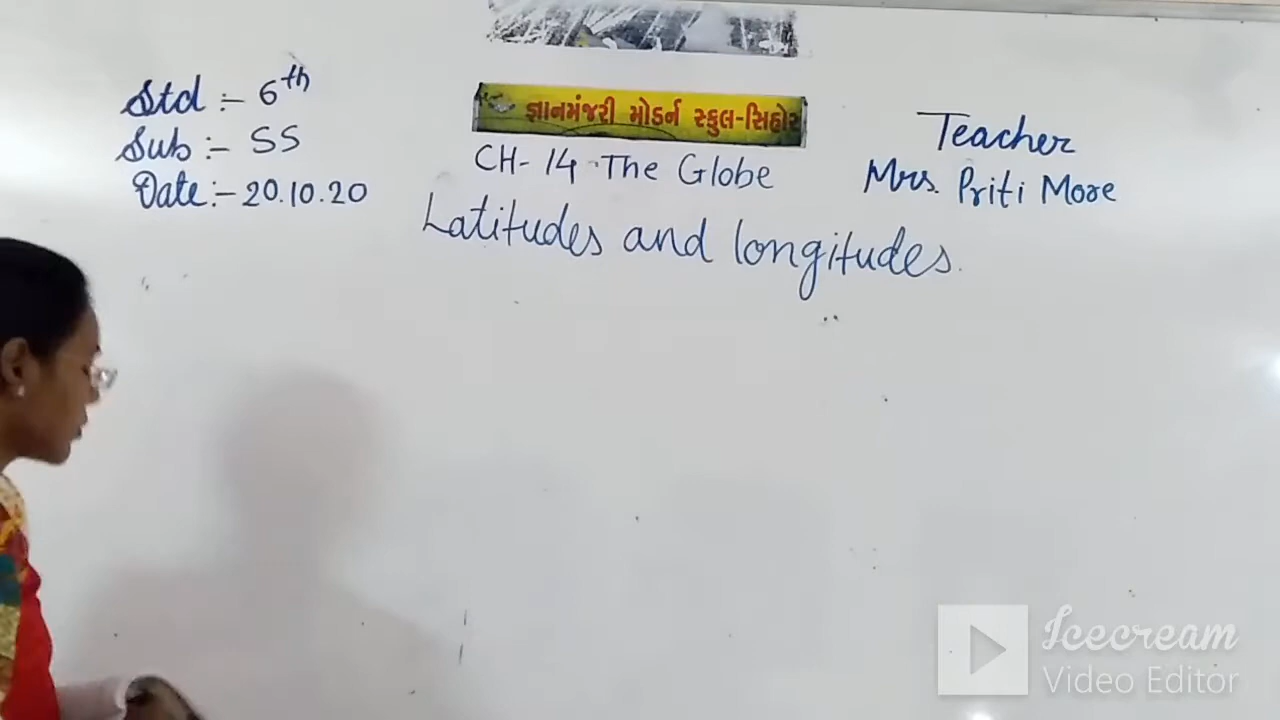 Std :- 6th
Sub :- SS
Date :- 20.10.20
જ્ઞાનમંજરી મોડર્ન સ્કુલ-સિહોર
CH- 14 The Globe
Latitudes and longitudes.
Teacher
Mrs. Priti More
Icecream
Video Editor